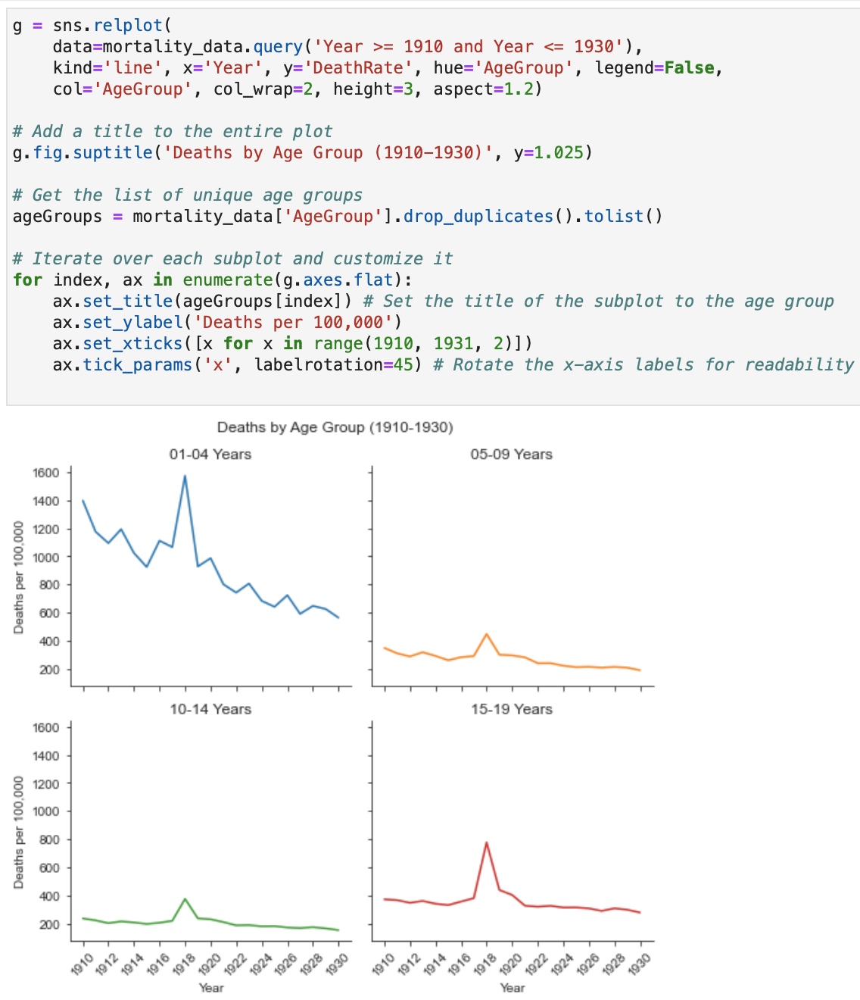 g = sns.relplot(
    data=mortality_data.query('Year >= 1910 and Year <= 1930'),
    kind='line', x='Year', y='DeathRate', hue='AgeGroup', legend=False,
    col='AgeGroup', col_wrap=2, height=3, aspect=1.2)

# Add a title to the entire plot
g.fig.suptitle('Deaths by Age Group (1910-1930)', y=1.025)

# Get the list of unique age groups
ageGroups = mortality_data['AgeGroup'].drop_duplicates().tolist()

# Iterate over each subplot and customize it
for index, ax in enumerate(g.axes.flat):
    ax.set_title(ageGroups[index]) # Set the title of the subplot to the age group
    ax.set_ylabel('Deaths per 100,000')
    ax.set_xticks([x for x in range(1910, 1931, 2)])
    ax.tick_params('x', labelrotation=45) # Rotate the x-axis labels for readability
Deaths by Age Group (1910-1930)
01-04 Years
1600
1400
1200
1000
800
600
400
200
Deaths per 100,000
05-09 Years
10-14 Years
1600
1400
1200
1000
800
600
400
200
Deaths per 100,000
1910 1912 1914 1916 1918 1920 1922 1924 1926 1928 1930
Year
15-19 Years
1910 1912 1914 1916 1918 1920 1922 1924 1926 1928 1930
Year